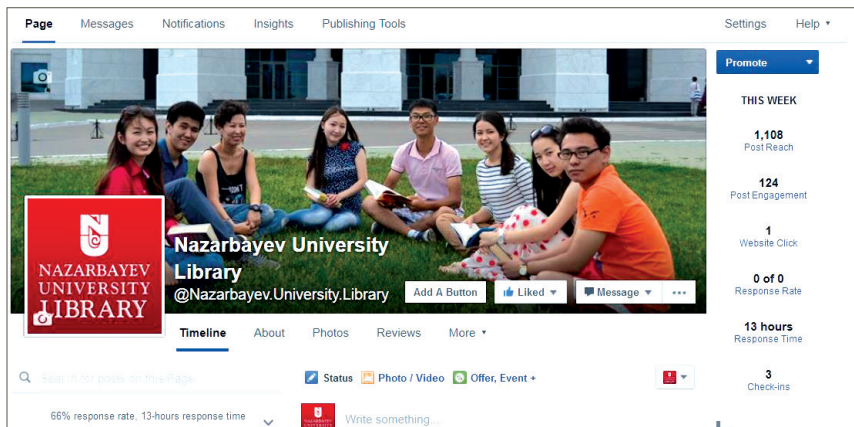 Page Messages Notifications Insights Publishing Tools Settings Help
Promote
THIS WEEK
1,108
Post Reach
124
Post Engagement
1
Website Click
0 of 0
Response Rate
13 hours
Response Time
3
Check-ins
NAZARBAYEV
UNIVERSITY
LIBRARY
Nazarbayev University
Library
@Nazarbayev.University.Library
Add A Button Liked Message
Timeline About Photos Reviews More
Search for posts on this Page
Status Photo / Video Offer, Event +
66% response rate, 13-hours response time
NAZARBAYEV
UNIVERSITY
Write something...